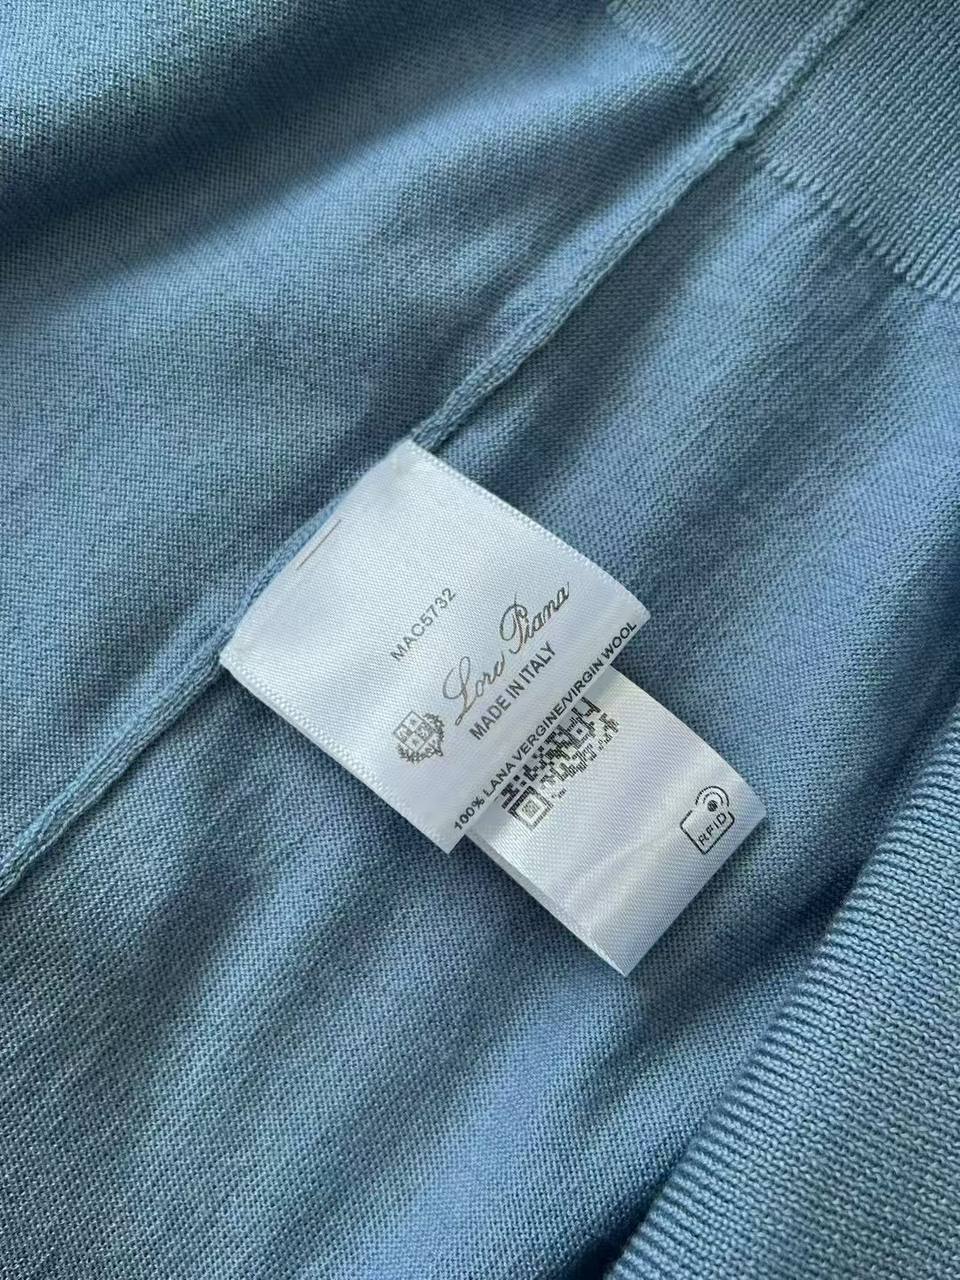 MAC5732
Loro Piana
MADE IN ITALY
100% LANA VERGINE/VIRGIN WOOL
RFID